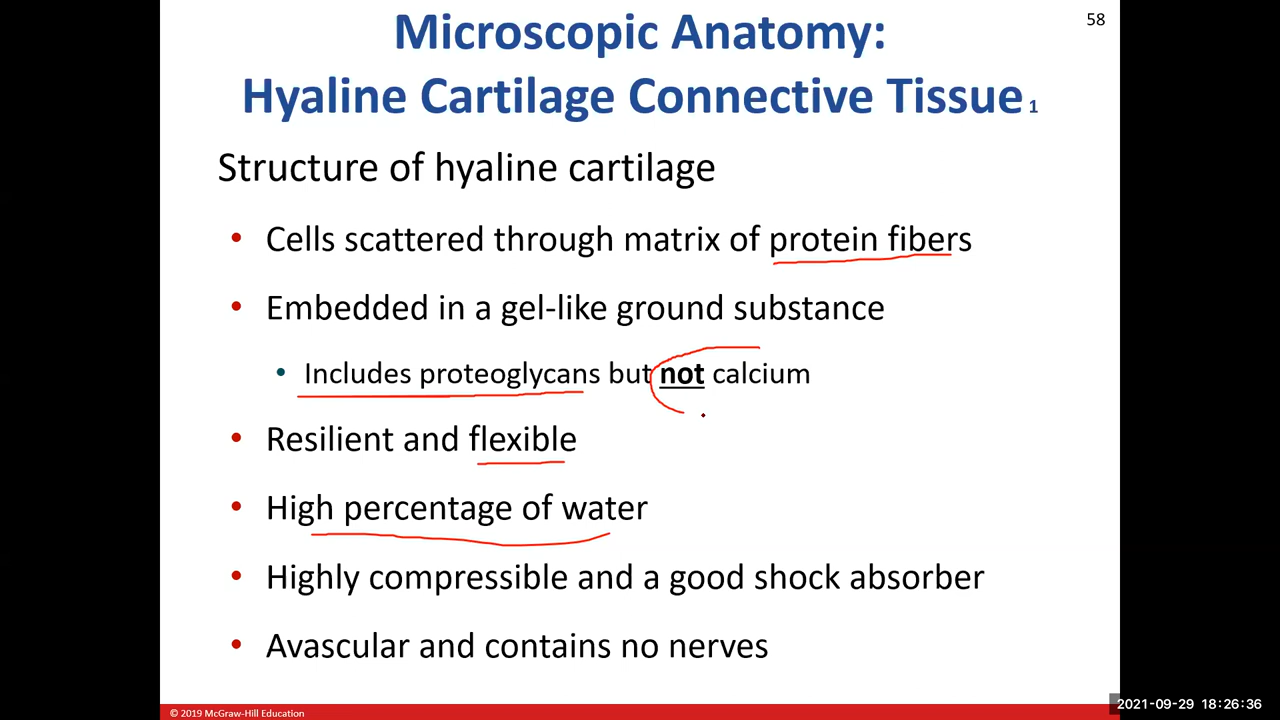 58
Microscopic Anatomy:
Hyaline Cartilage Connective Tissue 1
Structure of hyaline cartilage
• Cells scattered through matrix of protein fibers
• Embedded in a gel-like ground substance
• Includes proteoglycans but not calcium
• Resilient and flexible
• High percentage of water
• Highly compressible and a good shock absorber
• Avascular and contains no nerves
© 2019 McGraw-Hill Education
2021-09-29 18:26:36